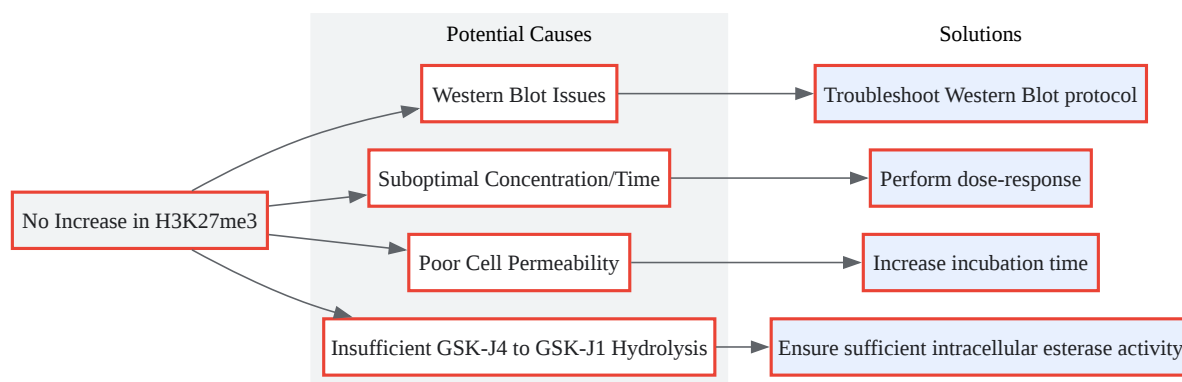 Potential Causes
Solutions
Western Blot Issues
Troubleshoot Western Blot protocol
Suboptimal Concentration/Time
Perform dose-response
No Increase in H3K27me3
Poor Cell Permeability
Increase incubation time
Insufficient GSK-J4 to GSK-J1 Hydrolysis
Ensure sufficient intracellular esterase activity